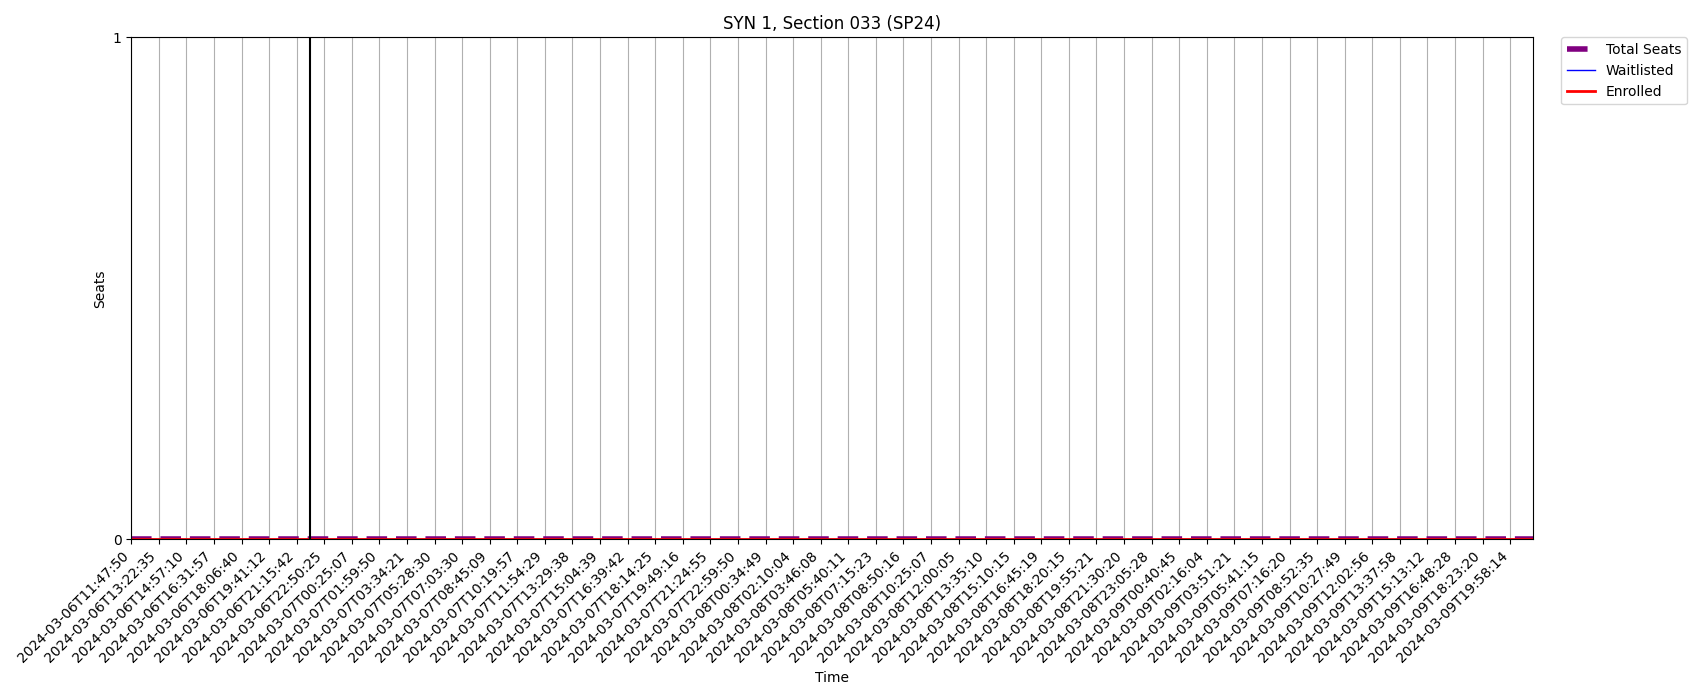 SYN 1, Section 033 (SP24)
Total Seats
Waitlisted
Enrolled
1
0
Seats
2024-03-06T11:47:50
2024-03-06T13:22:35
2024-03-06T14:57:10
2024-03-06T16:31:57
2024-03-06T18:06:40
2024-03-06T19:41:12
2024-03-06T21:15:42
2024-03-06T22:50:25
2024-03-07T00:25:07
2024-03-07T01:59:50
2024-03-07T03:34:21
2024-03-07T05:28:30
2024-03-07T07:03:30
2024-03-07T08:45:09
2024-03-07T10:19:57
2024-03-07T11:54:29
2024-03-07T13:29:38
2024-03-07T15:04:39
2024-03-07T16:39:42
2024-03-07T18:14:25
2024-03-07T19:49:16
2024-03-07T21:24:55
2024-03-07T22:59:50
2024-03-08T00:34:49
2024-03-08T02:10:04
2024-03-08T03:46:08
2024-03-08T05:40:11
2024-03-08T07:15:23
2024-03-08T08:50:16
2024-03-08T10:25:07
2024-03-08T12:00:05
2024-03-08T13:35:10
2024-03-08T15:10:15
2024-03-08T16:45:19
2024-03-08T18:20:15
2024-03-08T19:55:21
2024-03-08T21:30:20
2024-03-08T23:05:28
2024-03-09T00:40:45
2024-03-09T02:16:04
2024-03-09T03:51:21
2024-03-09T05:41:15
2024-03-09T07:16:20
2024-03-09T08:52:35
2024-03-09T10:27:49
2024-03-09T12:02:56
2024-03-09T13:37:58
2024-03-09T15:13:12
2024-03-09T16:48:28
2024-03-09T18:23:20
2024-03-09T19:58:14
Time